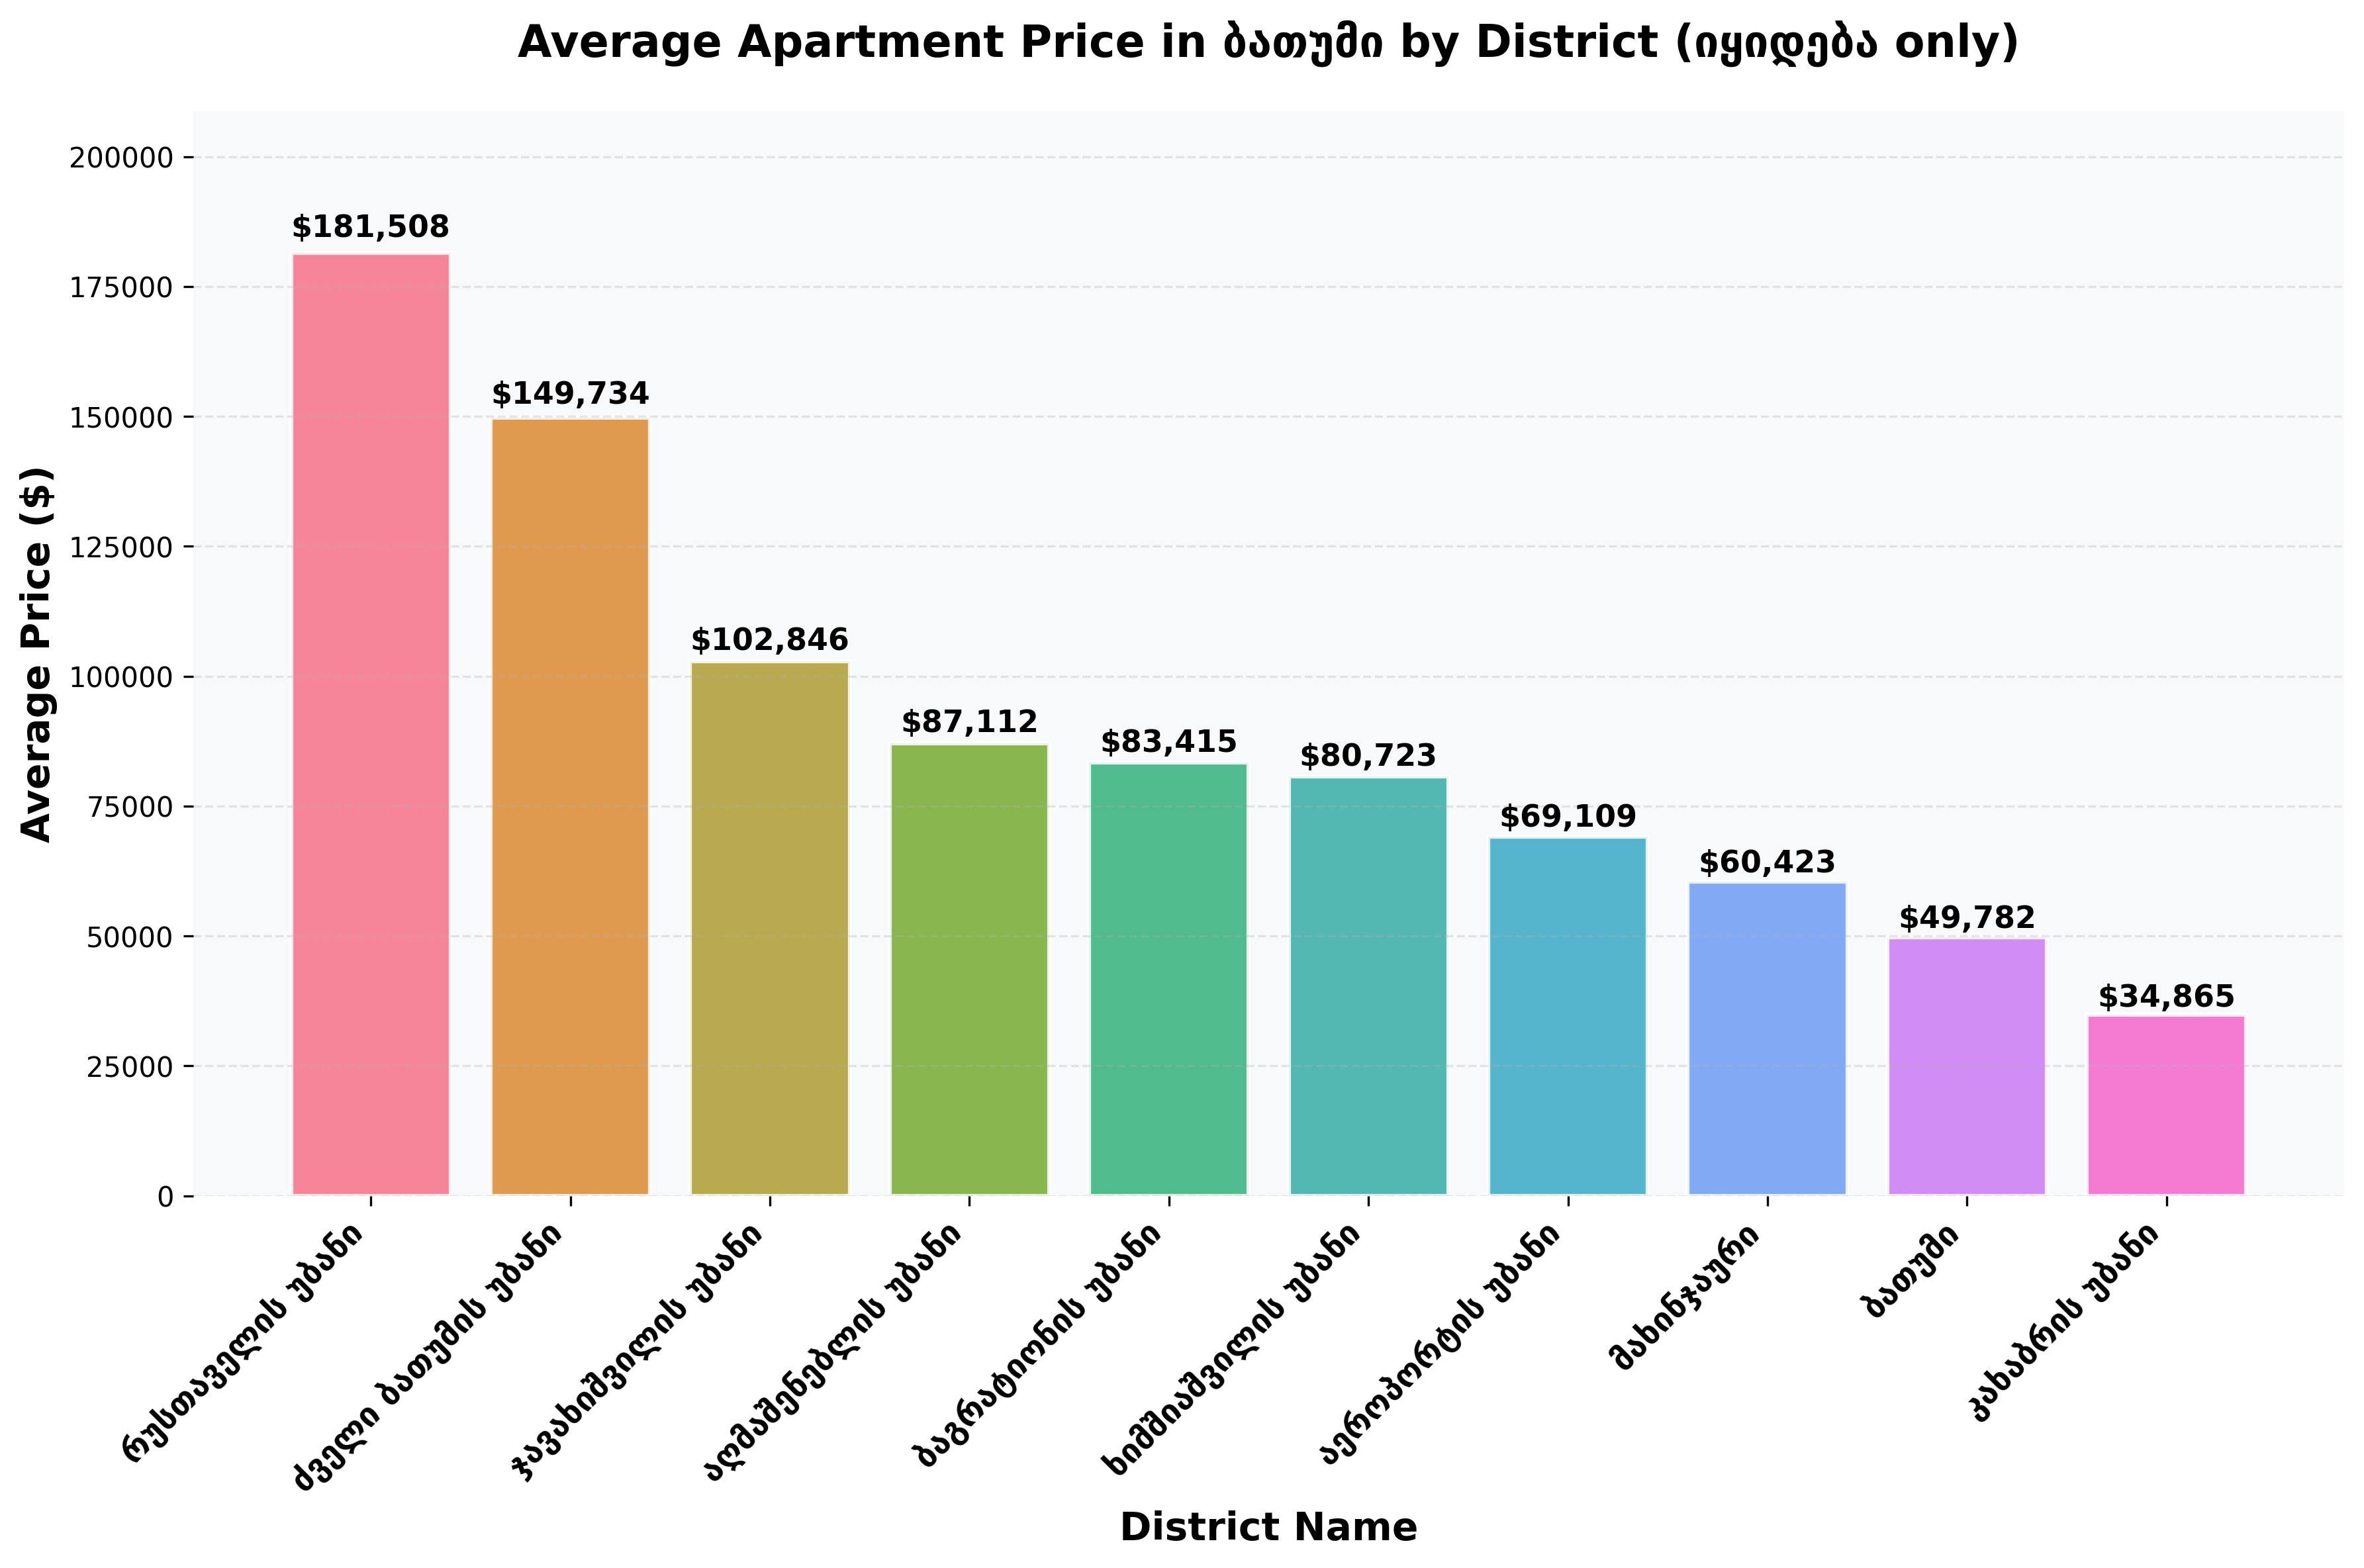 Average Apartment Price in ბათუმი by District (იყიდება only)
Average Price ($)
200000
175000
150000
125000
100000
75000
50000
25000
0
$181,508
$149,734
$102,846
$87,112
$83,415
$80,723
$69,109
$60,423
$49,782
$34,865
რუსთაველის უბანი
ძველი ბათუმის უბანი
ჯავახიშვილის უბანი
აღმაშენებლის უბანი
ბაგრატიონის უბანი
ხიმშიაშვილის უბანი
აეროპორტის უბანი
მახინჯაური
ბათუმი
კახაბრის უბანი
District Name